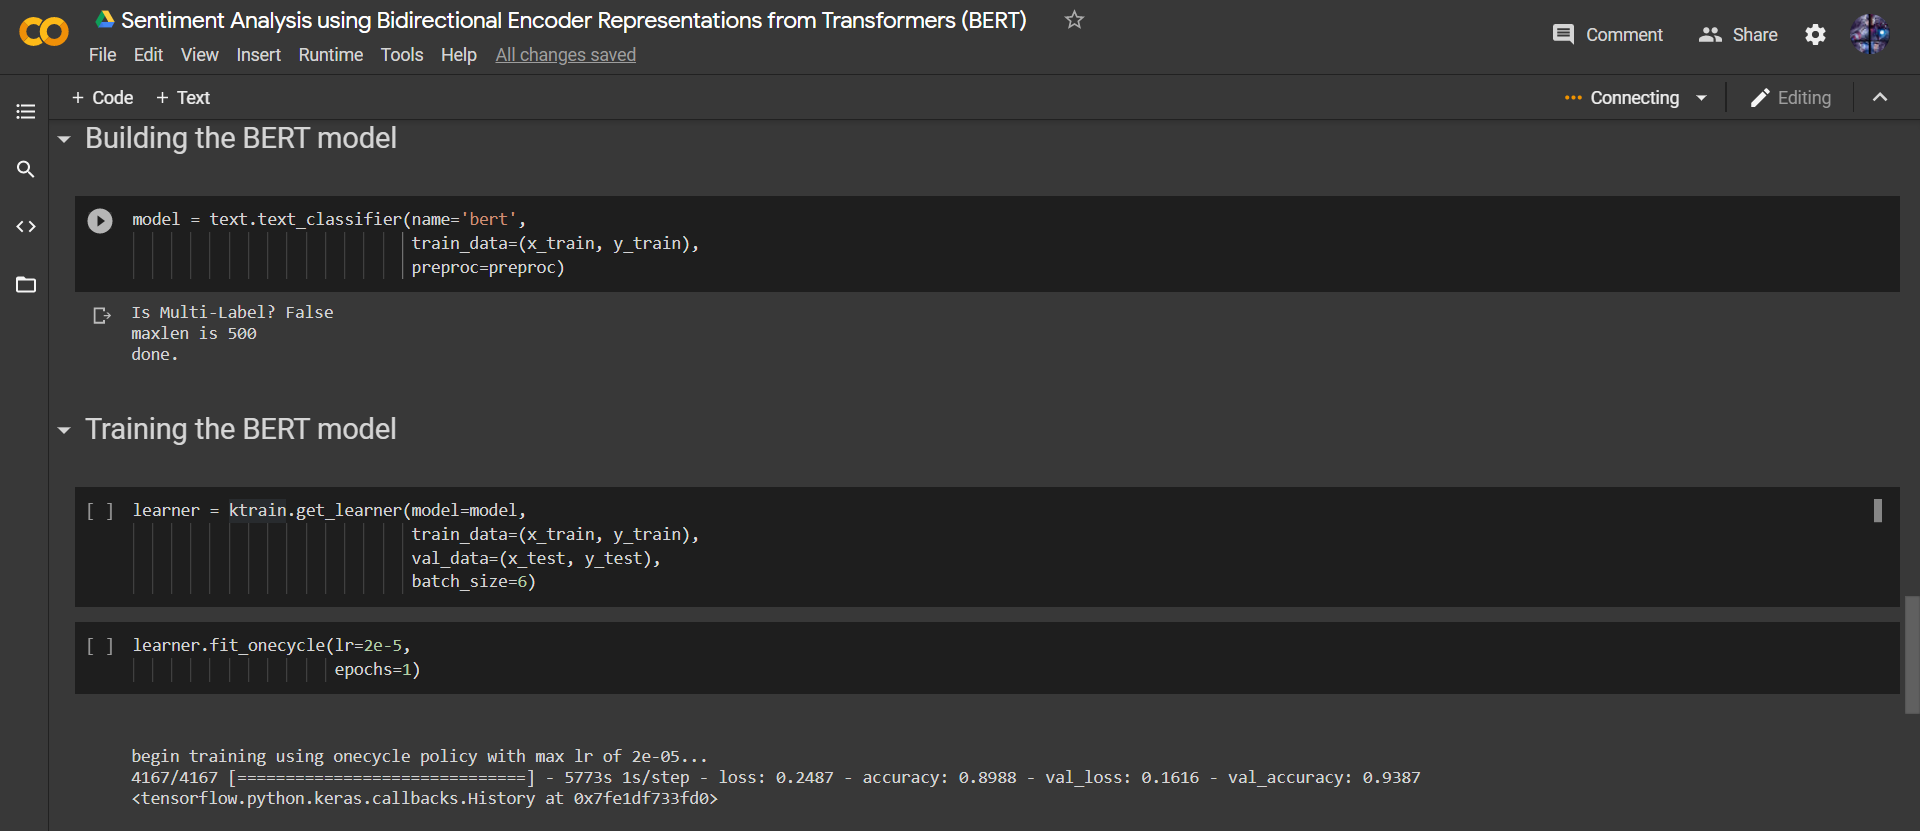 Sentiment Analysis using Bidirectional Encoder Representations from Transformers (BERT)
File Edit View Insert Runtime Tools Help All changes saved
Comment Share
+ Code + Text
Connecting Editing
Building the BERT model
model = text.text_classifier(name='bert',
train_data=(x_train, y_train),
preproc=preproc)
Is Multi-Label? False
maxlen is 500
done.
Training the BERT model
[ ] learner = ktrain.get_learner(model=model,
train_data=(x_train, y_train),
val_data=(x_test, y_test),
batch_size=6)
[ ] learner.fit_onecycle(lr=2e-5,
epochs=1)
begin training using onecycle policy with max lr of 2e-05...
4167/4167 [==============================] - 5773s 1s/step - loss: 0.2487 - accuracy: 0.8988 - val_loss: 0.1616 - val_accuracy: 0.9387
<tensorflow.python.keras.callbacks.History at 0x7fe1df733fd0>